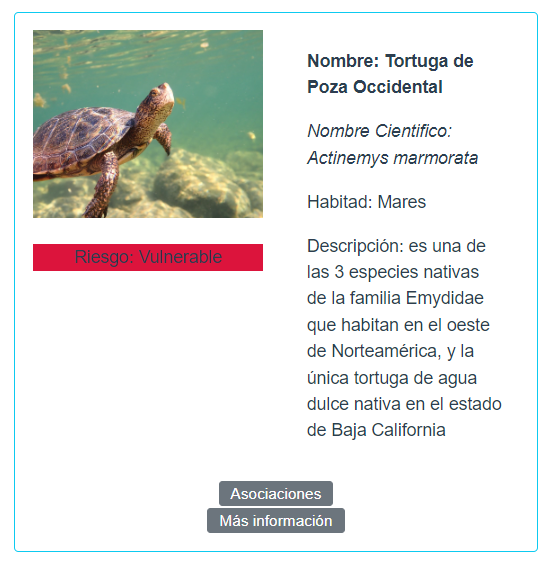 Nombre: Tortuga de
Poza Occidental
Nombre Cientifico:
Actinemys marmorata
Habitad: Mares
Descripción: es una de
las 3 especies nativas
de la familia Emydidae
que habitan en el oeste
de Norteamérica, y la
única tortuga de agua
dulce nativa en el estado
de Baja California
Riesgo: Vulnerable
Asociaciones
Más información